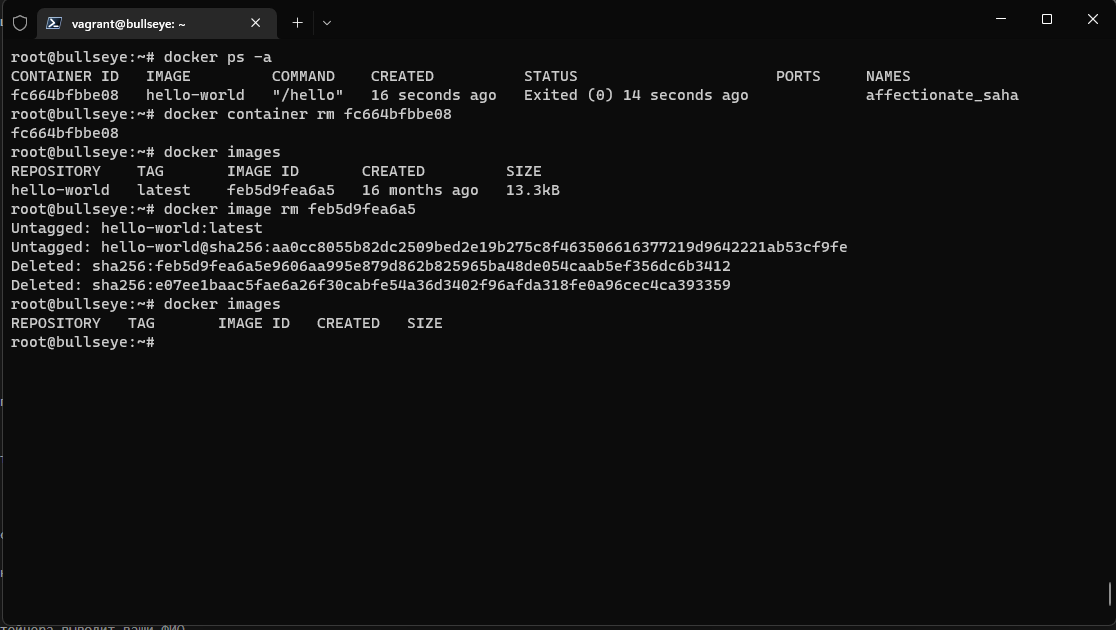 vagrant@bullseye: ~
root@bullseye:~# docker ps -a
CONTAINER ID   IMAGE         COMMAND    CREATED          STATUS                      PORTS     NAMES
fc664bfbbe08   hello-world   "/hello"   16 seconds ago   Exited (0) 14 seconds ago             affectionate_saha
root@bullseye:~# docker container rm fc664bfbbe08
fc664bfbbe08
root@bullseye:~# docker images
REPOSITORY    TAG       IMAGE ID       CREATED         SIZE
hello-world   latest    feb5d9fea6a5   16 months ago   13.3kB
root@bullseye:~# docker image rm feb5d9fea6a5
Untagged: hello-world:latest
Untagged: hello-world@sha256:aa0cc8055b82dc2509bed2e19b275c8f463506616377219d9642221ab53cf9fe
Deleted: sha256:feb5d9fea6a5e9606aa995e879d862b825965ba48de054caab5ef356dc6b3412
Deleted: sha256:e07ee1baac5fae6a26f30cabfe54a36d3402f96afda318fe0a96cec4ca393359
root@bullseye:~# docker images
REPOSITORY   TAG       IMAGE ID   CREATED   SIZE
root@bullseye:~#
выводит ваши ФИО